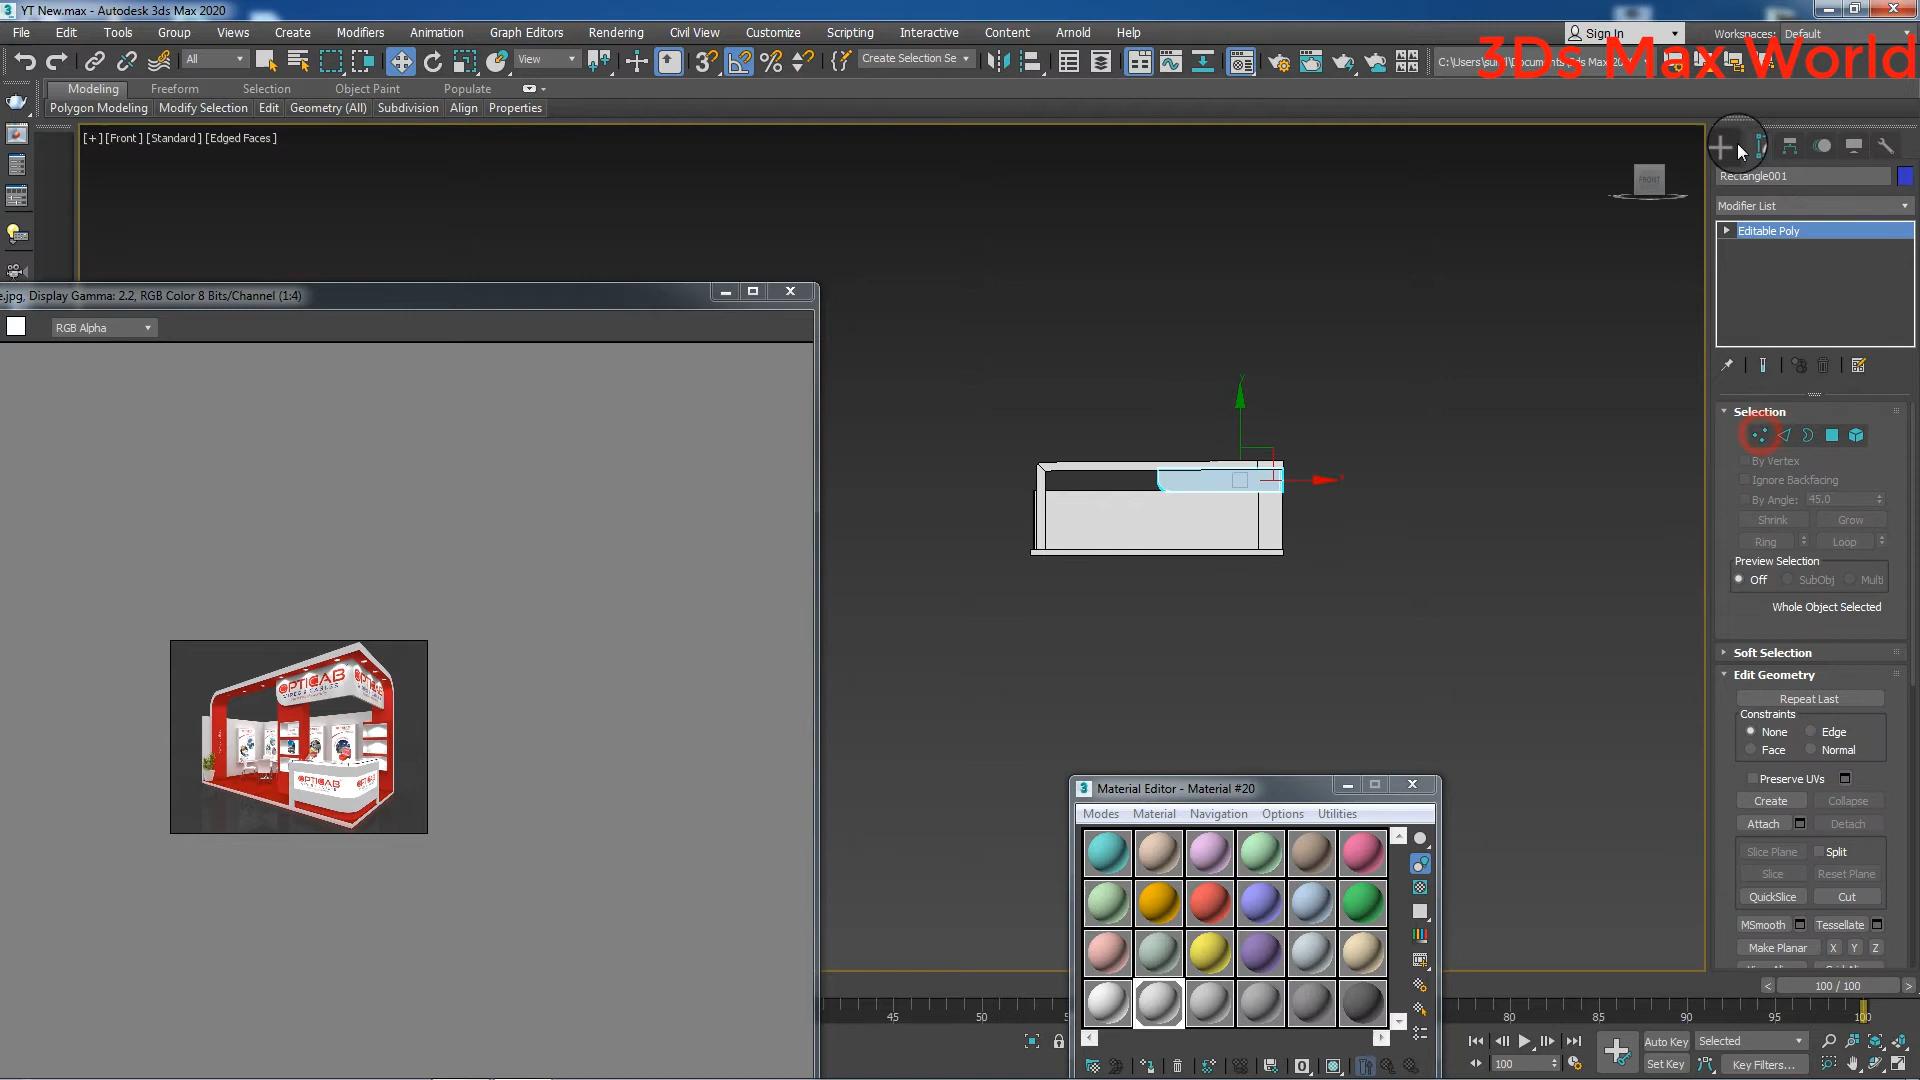 YT New.max - Autodesk 3ds Max 2020
File Edit Tools Group Views Create Modifiers Animation Graph Editors Rendering Civil View Customize Scripting Interactive Content Arnold Help
Sign In
Workspaces: Default
3Ds Max World
All
View
Create Selection Se
Modeling Freeform Selection Object Paint Populate
Polygon Modeling Modify Selection Edit Geometry (All) Subdivision Align Properties
[+] [Front] [Standard] [Edged Faces]
FRONT
Rectangle001
Modifier List
Editable Poly
e.jpg, Display Gamma: 2.2, RGB Color 8 Bits/Channel (1:4)
RGB Alpha
Selection
By Vertex
Ignore Backfacing
By Angle: 45.0
Shrink Grow
Ring Loop
Preview Selection
Off SubObj Multi
Whole Object Selected
Soft Selection
Edit Geometry
Repeat Last
Constraints
None Edge
Face Normal
Preserve UVs
Create Collapse
Attach Detach
Slice Plane Split
Slice Reset Plane
QuickSlice Cut
MSmooth Tessellate
Make Planar X Y Z
OPTICAB
OPTICAB
Material Editor - Material #20
Modes Material Navigation Options Utilities
100 / 100
45 50 80 85 90 95 100
Auto Key Selected
100
Set Key Key Filters...